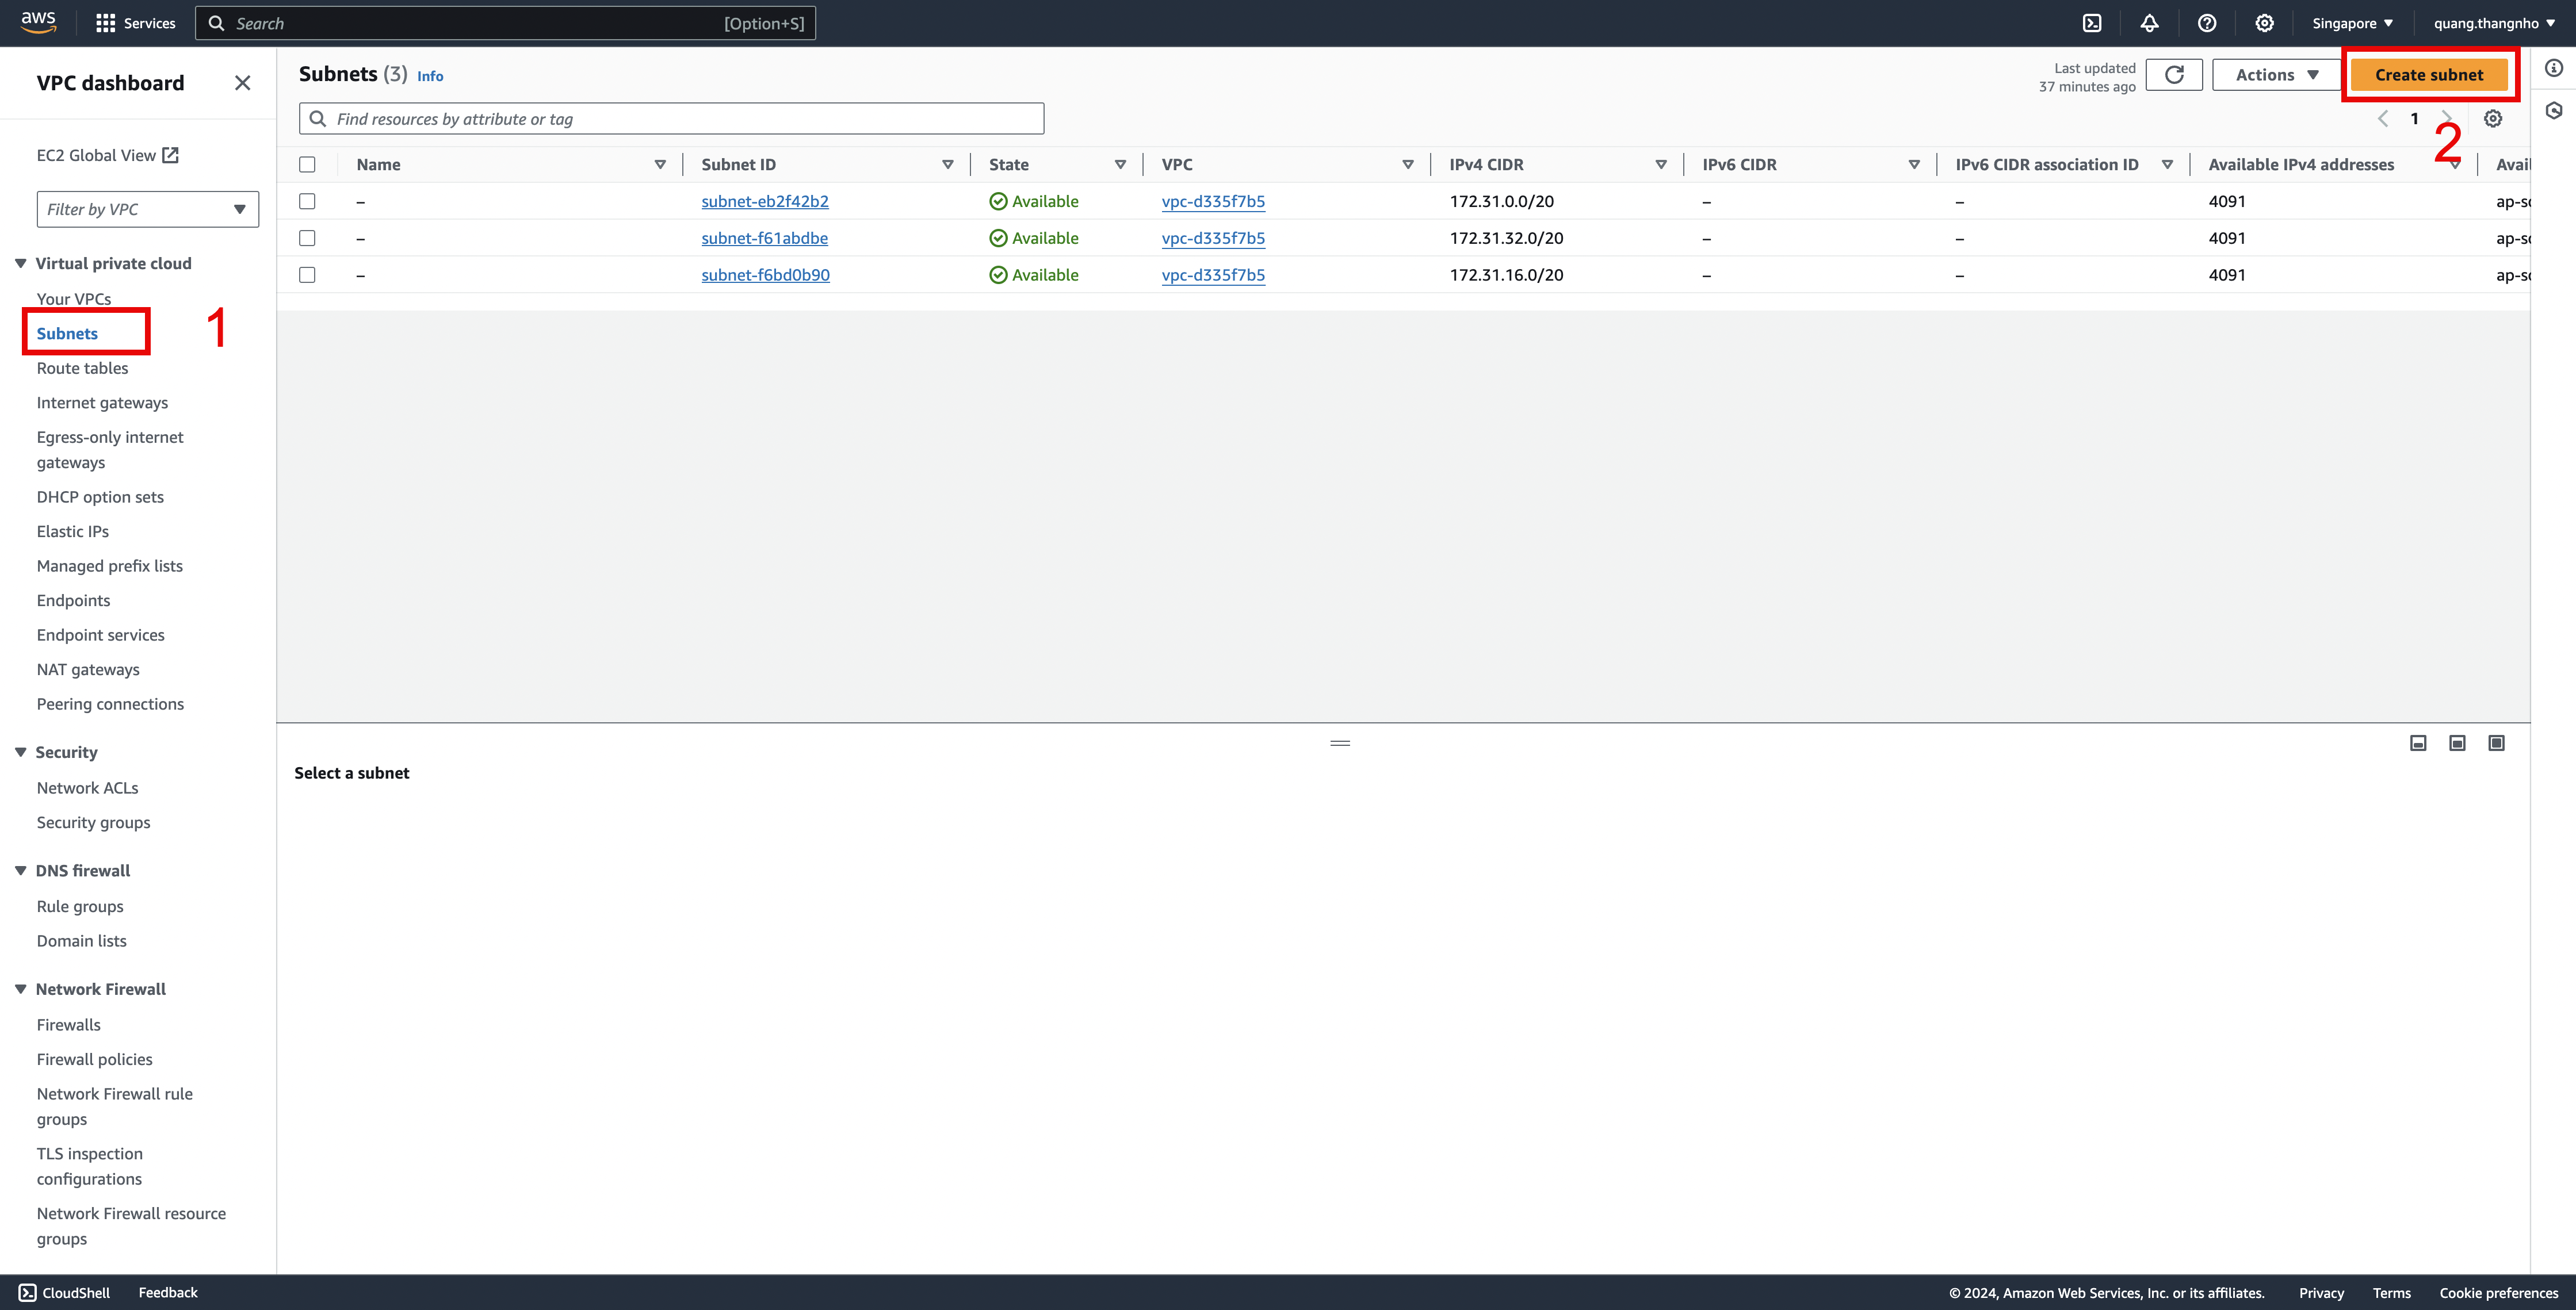 aws
Services
Search
[Option+S]
Singapore
quang.thangnho
VPC dashboard
EC2 Global View
Filter by VPC
Virtual private cloud
Your VPCs
Subnets
1
Route tables
Internet gateways
Egress-only internet
gateways
DHCP option sets
Elastic IPs
Managed prefix lists
Endpoints
Endpoint services
NAT gateways
Peering connections
Security
Network ACLs
Security groups
DNS firewall
Rule groups
Domain lists
Network Firewall
Firewalls
Firewall policies
Network Firewall rule
groups
TLS inspection
configurations
Network Firewall resource
groups
Subnets (3) Info
Last updated
37 minutes ago
Actions
Create subnet
Find resources by attribute or tag
1
2
Name Subnet ID State VPC IPv4 CIDR IPv6 CIDR IPv6 CIDR association ID Available IPv4 addresses Avail
– subnet-eb2f42b2 Available vpc-d335f7b5 172.31.0.0/20 – – 4091 ap-so
– subnet-f61abdbe Available vpc-d335f7b5 172.31.32.0/20 – – 4091 ap-so
– subnet-f6bd0b90 Available vpc-d335f7b5 172.31.16.0/20 – – 4091 ap-so
Select a subnet
CloudShell
Feedback
© 2024, Amazon Web Services, Inc. or its affiliates.
Privacy
Terms
Cookie preferences